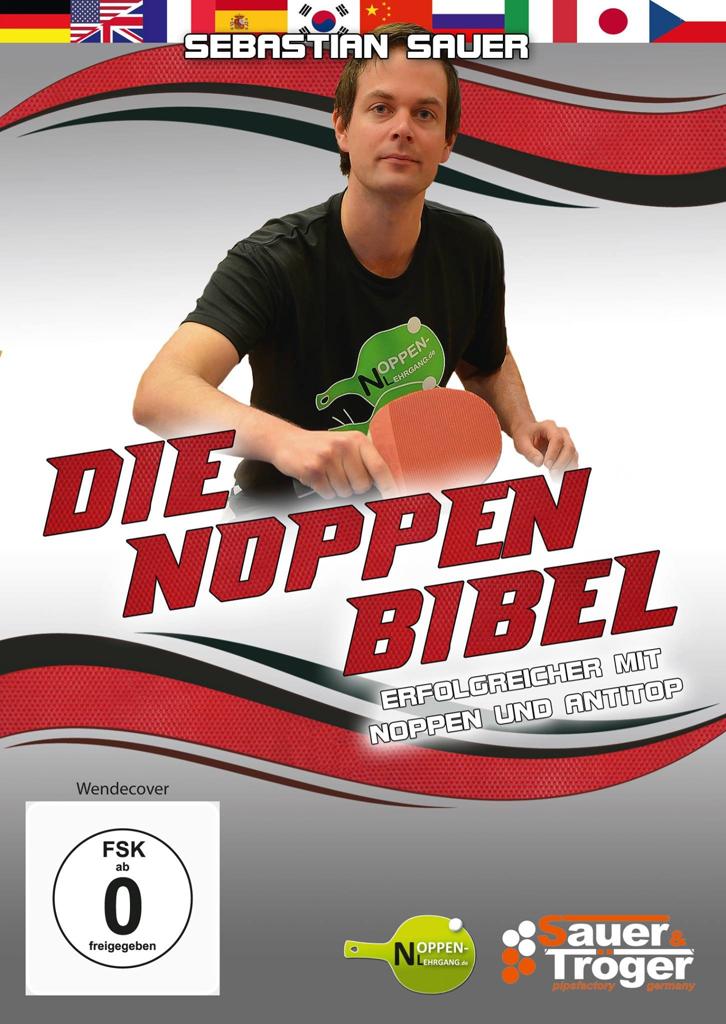 SEBASTIAN SAUER
NOPPEN-
LEHRGANG.de
DIE
NOPPEN
BIBEL
ERFOLGREICHER MIT
NOPPEN UND ANTITOP
Wendecover
FSK
ab
0
freigegeben
NOPPEN-
LEHRGANG.de
Sauer &
Tröger
pipsfactory germany